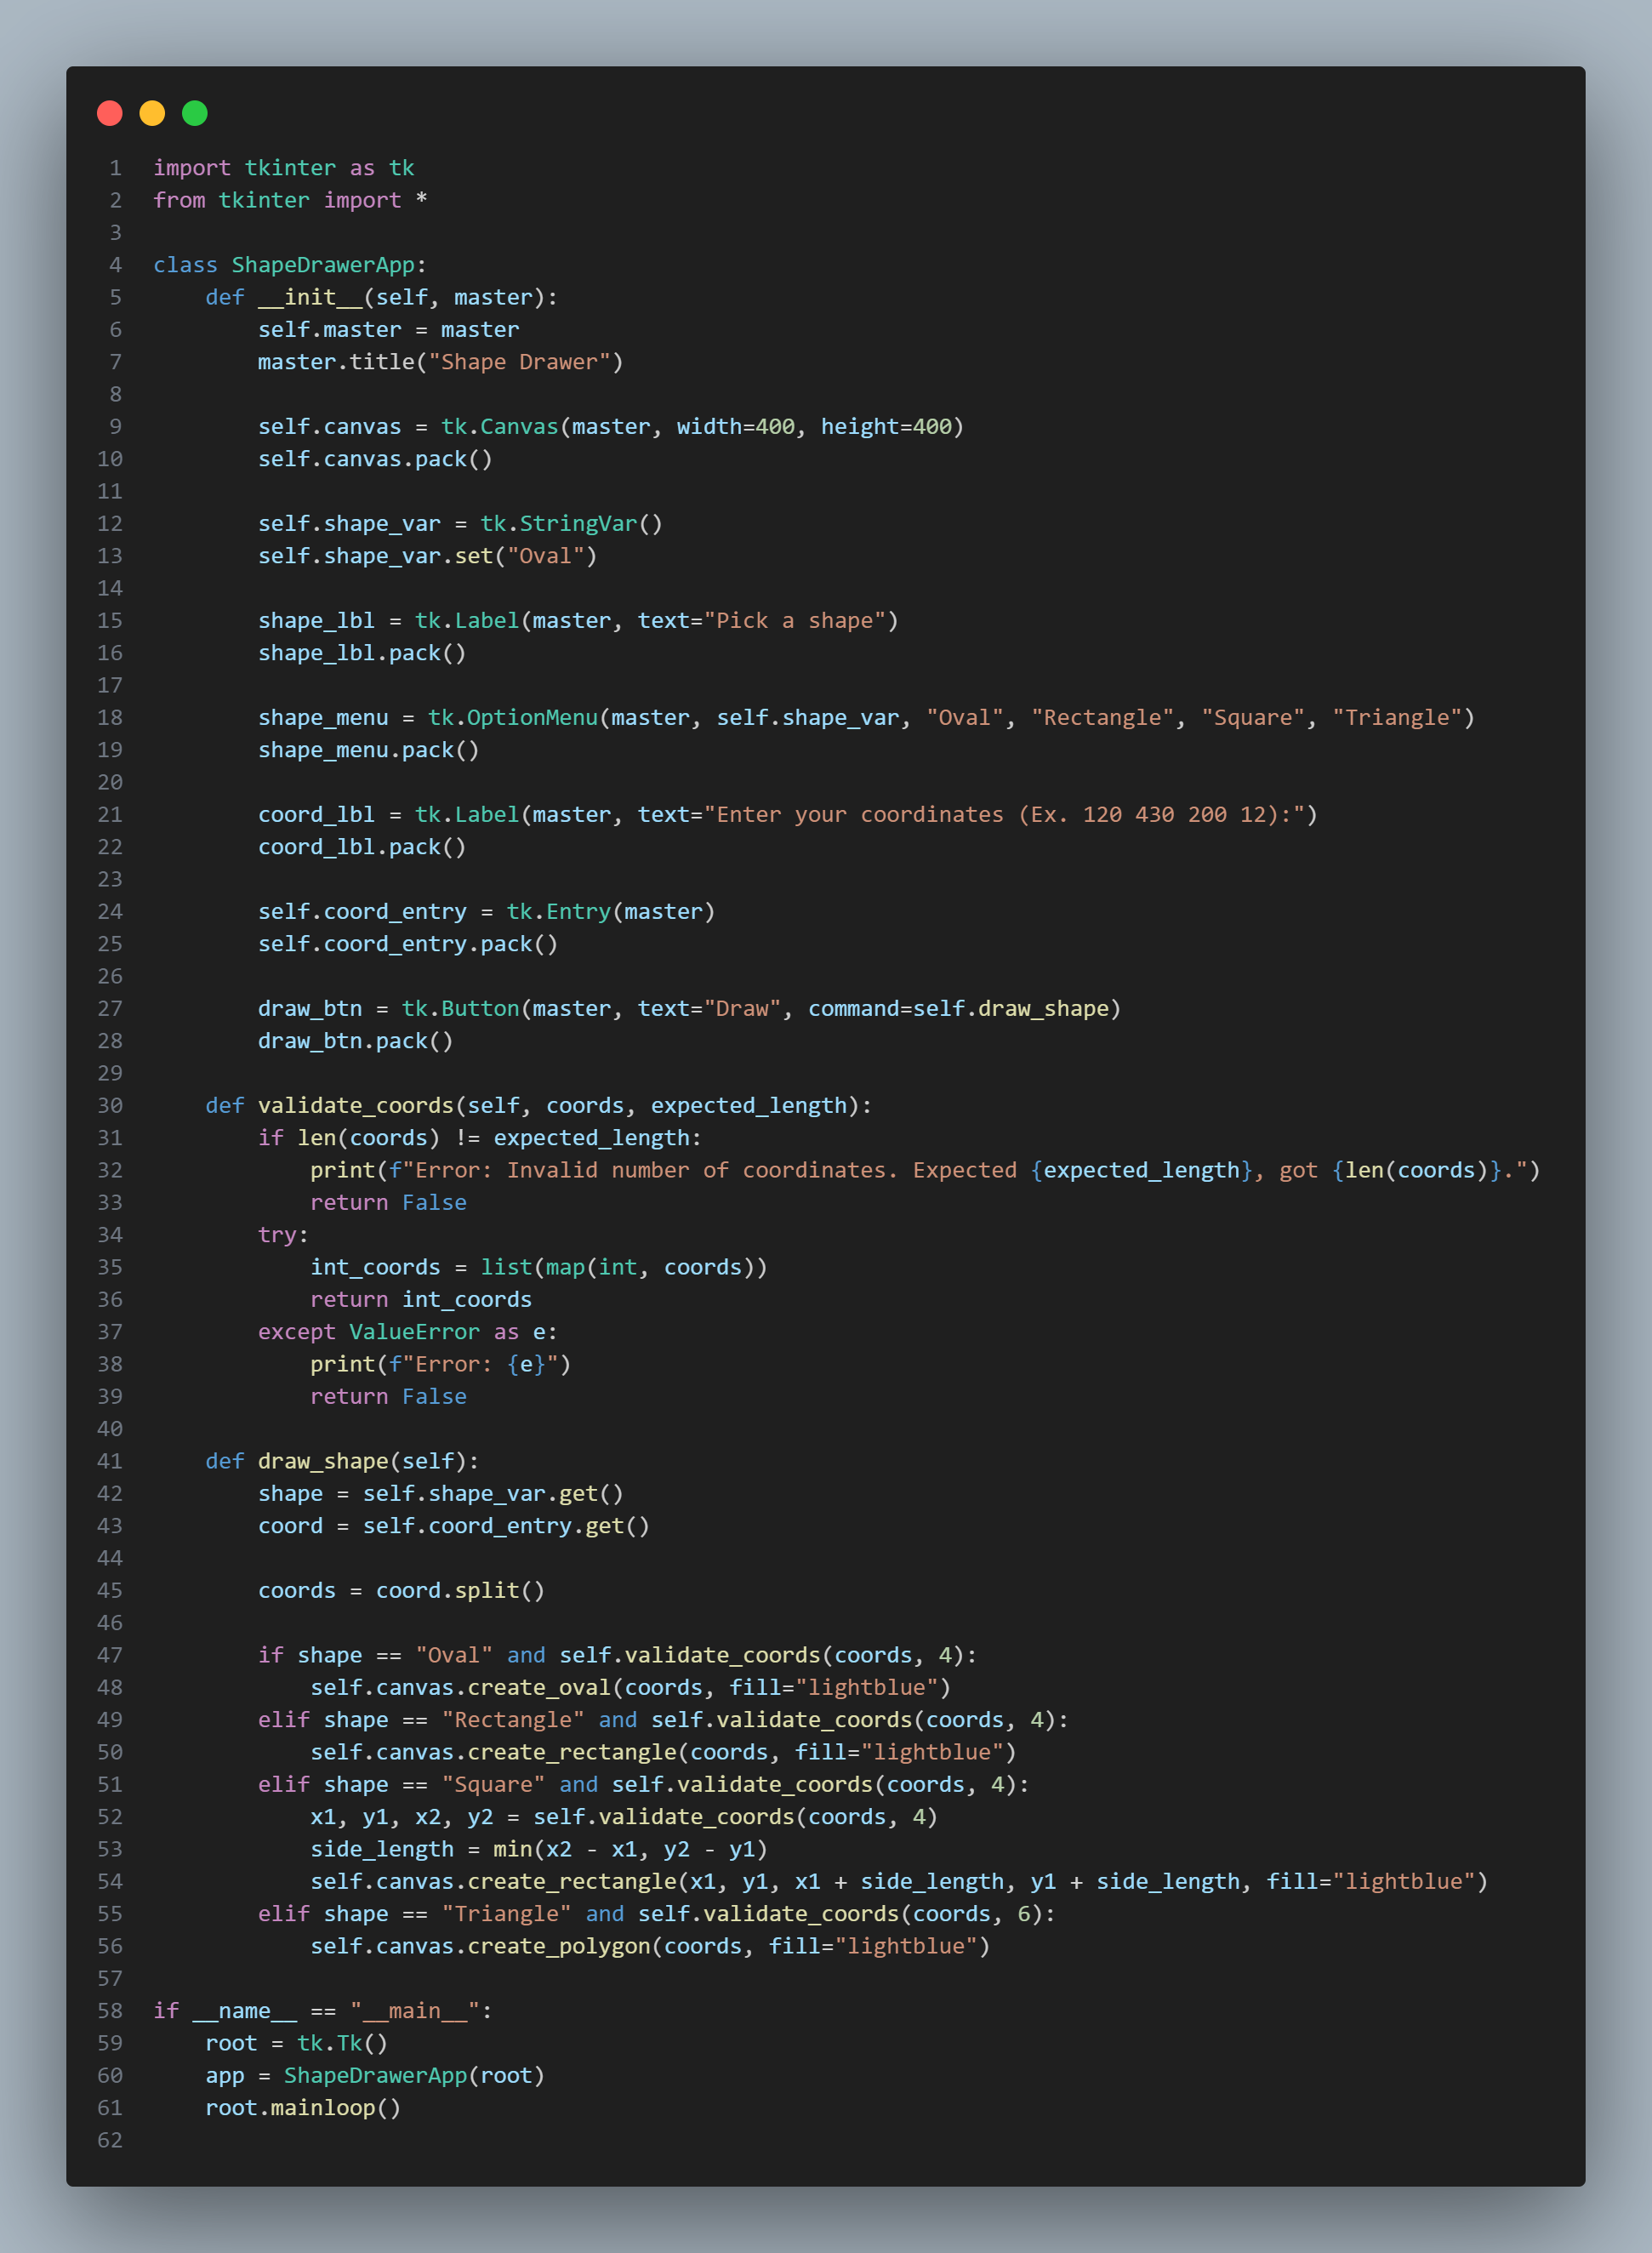 1 import tkinter as tk
2 from tkinter import *
3
4 class ShapeDrawerApp:
5     def __init__(self, master):
6         self.master = master
7         master.title("Shape Drawer")
8
9         self.canvas = tk.Canvas(master, width=400, height=400)
10         self.canvas.pack()
11
12         self.shape_var = tk.StringVar()
13         self.shape_var.set("Oval")
14
15         shape_lbl = tk.Label(master, text="Pick a shape")
16         shape_lbl.pack()
17
18         shape_menu = tk.OptionMenu(master, self.shape_var, "Oval", "Rectangle", "Square", "Triangle")
19         shape_menu.pack()
20
21         coord_lbl = tk.Label(master, text="Enter your coordinates (Ex. 120 430 200 12):")
22         coord_lbl.pack()
23
24         self.coord_entry = tk.Entry(master)
25         self.coord_entry.pack()
26
27         draw_btn = tk.Button(master, text="Draw", command=self.draw_shape)
28         draw_btn.pack()
29
30     def validate_coords(self, coords, expected_length):
31         if len(coords) != expected_length:
32             print(f"Error: Invalid number of coordinates. Expected {expected_length}, got {len(coords)}.")
33             return False
34         try:
35             int_coords = list(map(int, coords))
36             return int_coords
37         except ValueError as e:
38             print(f"Error: {e}")
39             return False
40
41     def draw_shape(self):
42         shape = self.shape_var.get()
43         coord = self.coord_entry.get()
44
45         coords = coord.split()
46
47         if shape == "Oval" and self.validate_coords(coords, 4):
48             self.canvas.create_oval(coords, fill="lightblue")
49         elif shape == "Rectangle" and self.validate_coords(coords, 4):
50             self.canvas.create_rectangle(coords, fill="lightblue")
51         elif shape == "Square" and self.validate_coords(coords, 4):
52             x1, y1, x2, y2 = self.validate_coords(coords, 4)
53             side_length = min(x2 - x1, y2 - y1)
54             self.canvas.create_rectangle(x1, y1, x1 + side_length, y1 + side_length, fill="lightblue")
55         elif shape == "Triangle" and self.validate_coords(coords, 6):
56             self.canvas.create_polygon(coords, fill="lightblue")
57
58 if __name__ == "__main__":
59     root = tk.Tk()
60     app = ShapeDrawerApp(root)
61     root.mainloop()
62